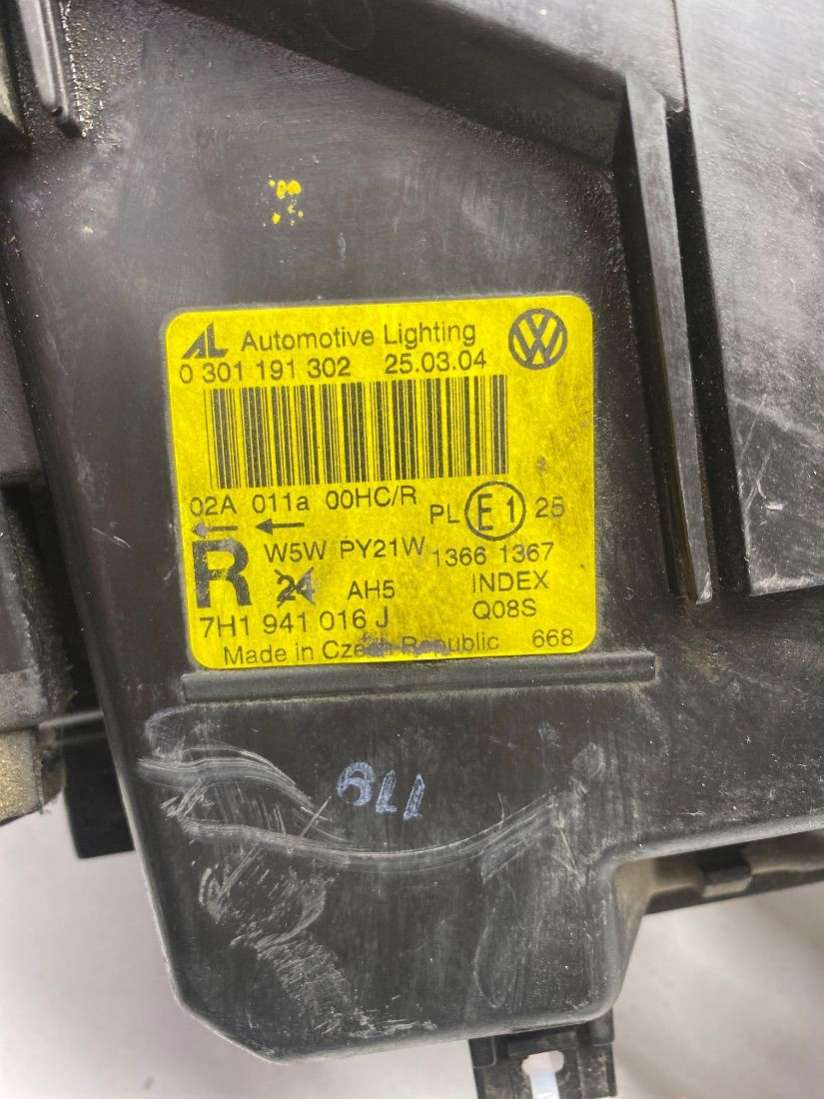 AL Automotive Lighting
0 301 191 302 25.03.04
02A 011a 00HC/R PL E1 25
R W5W PY21W 1366 1367
24 AH5 INDEX
7H1 941 016 J Q08S
Made in Czech Republic 668